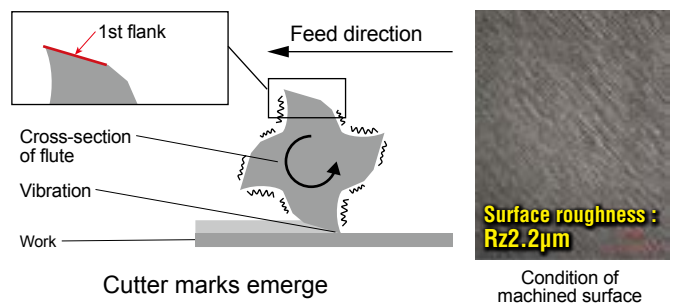 1st flank
Feed direction
Cross-section
of flute
Vibration
Work
Cutter marks emerge
Surface roughness :
Rz2.2μm
Condition of
machined surface